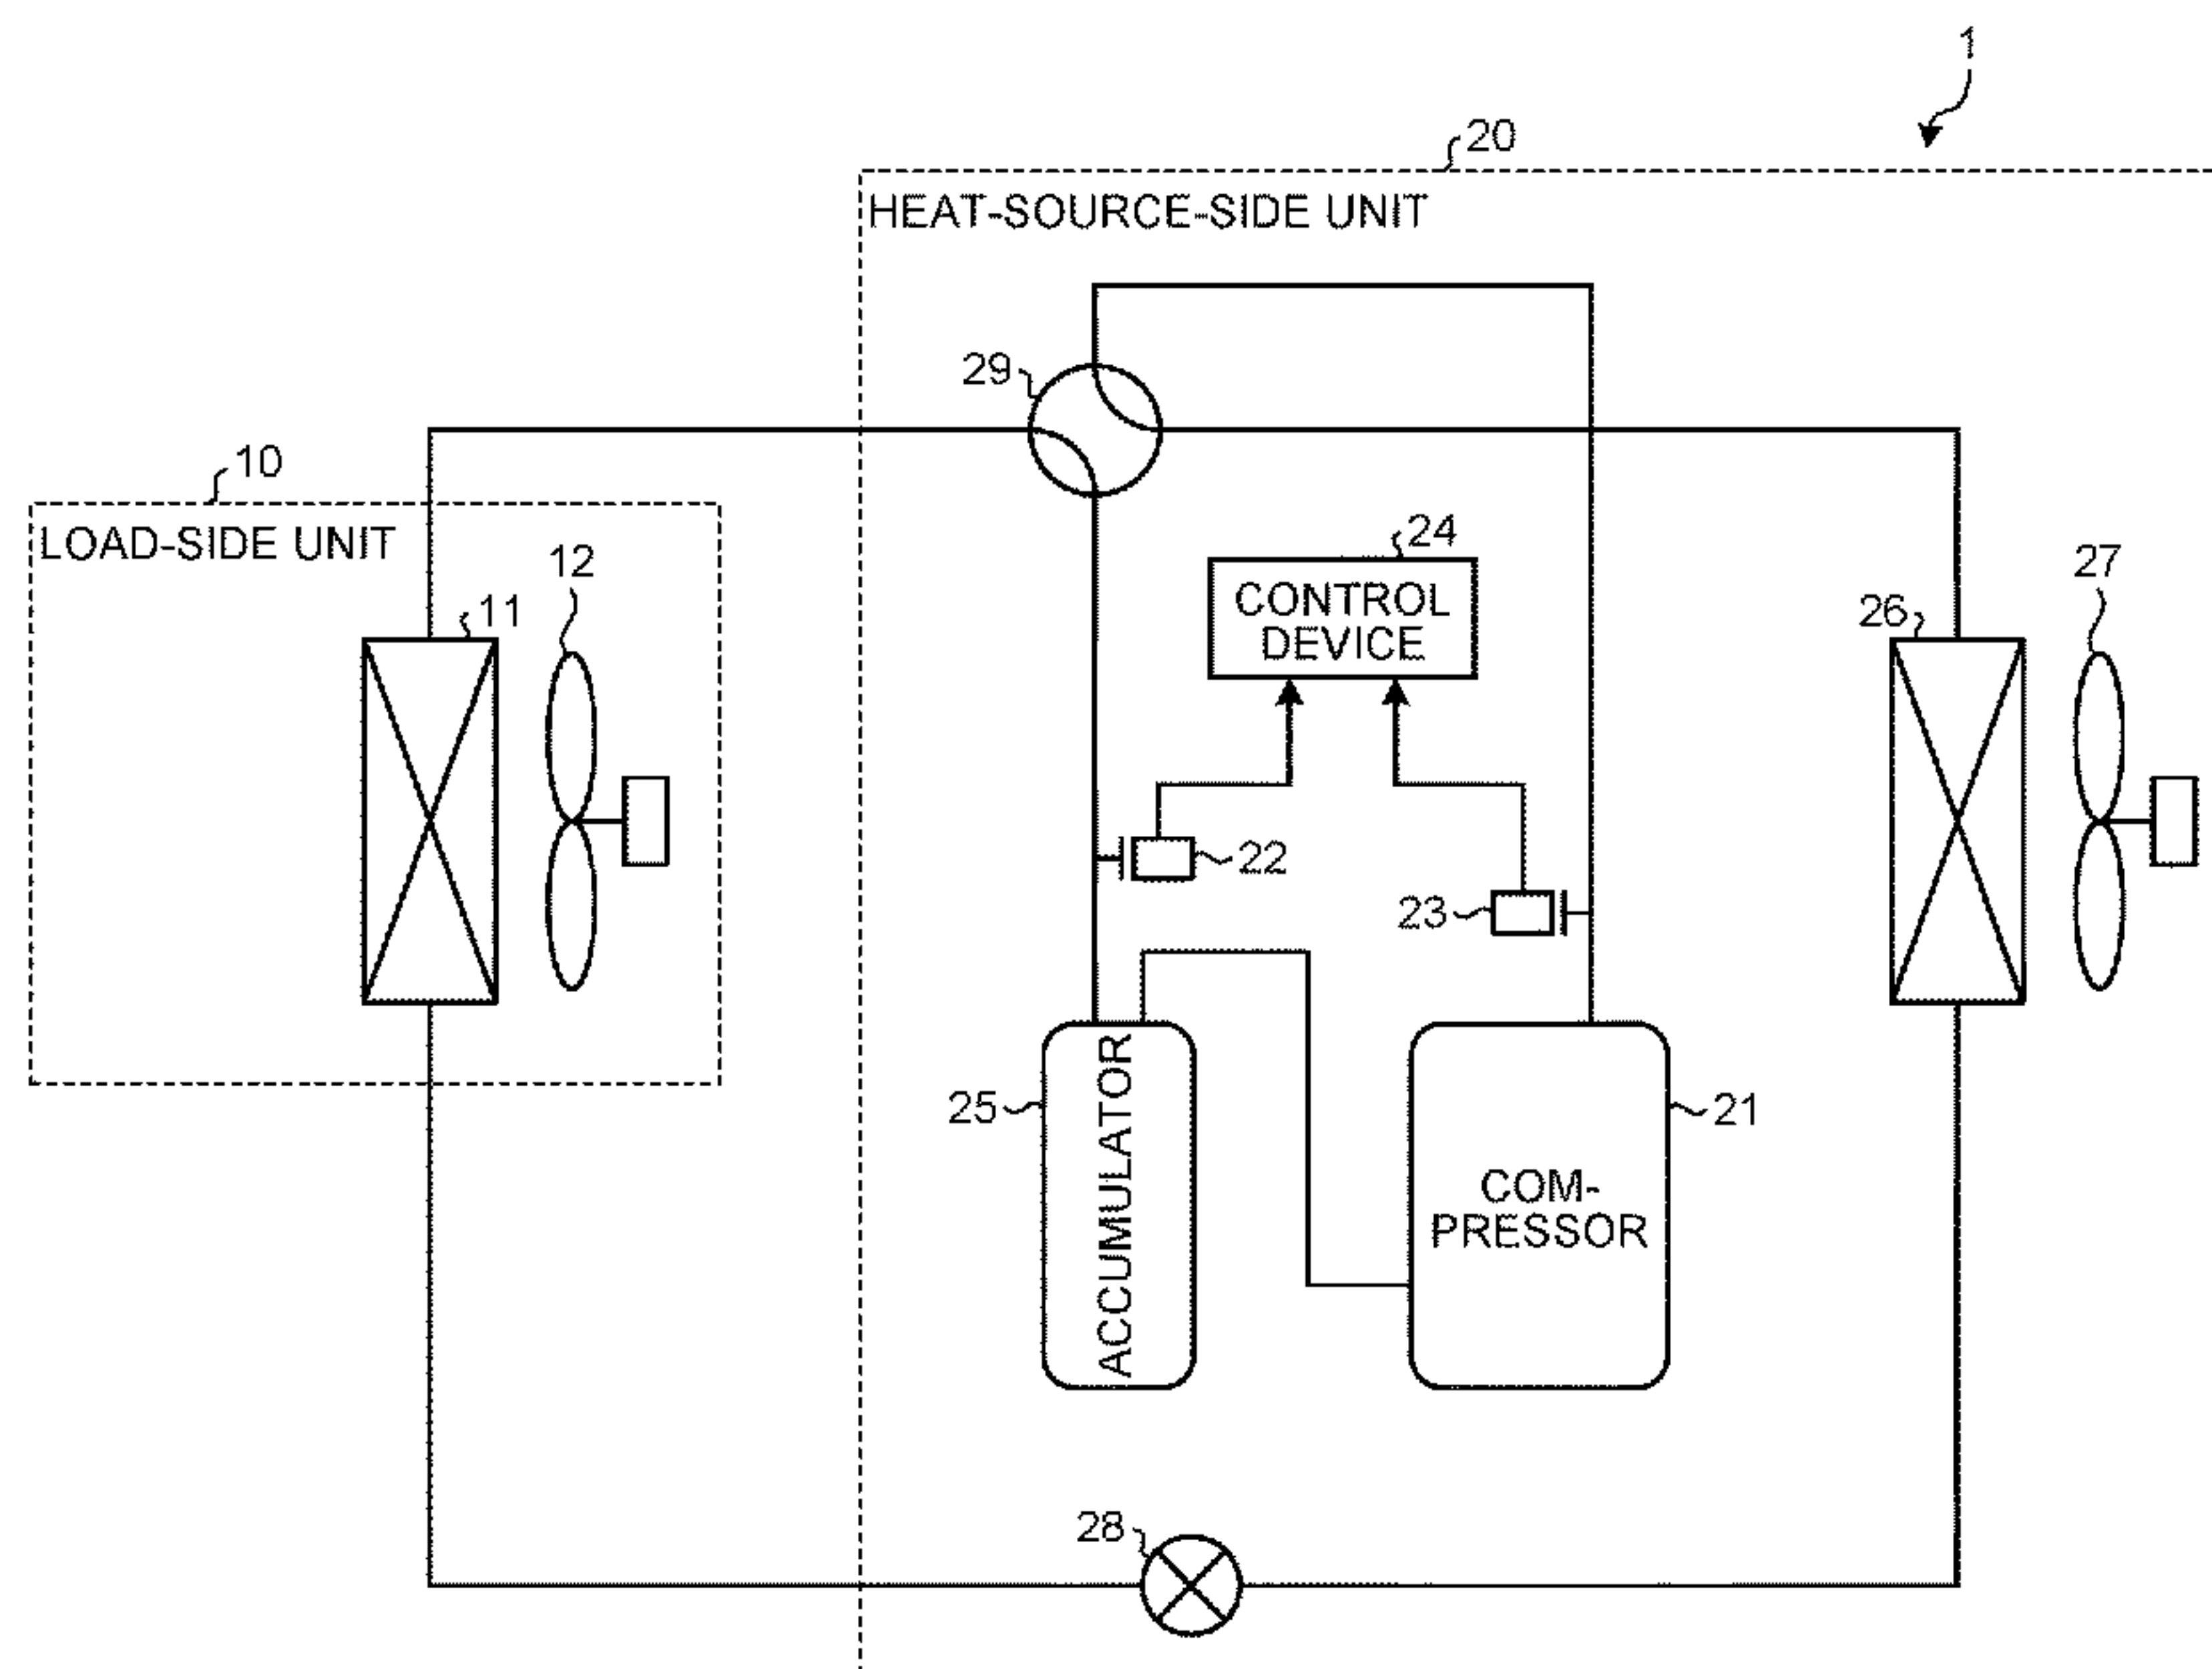 1
20
HEAT-SOURCE-SIDE UNIT
29
10
LOAD-SIDE UNIT
24
CONTROL
DEVICE
12
27
11
26
22
23
25
ACCUMULATOR
21
COM-
PRESSOR
28